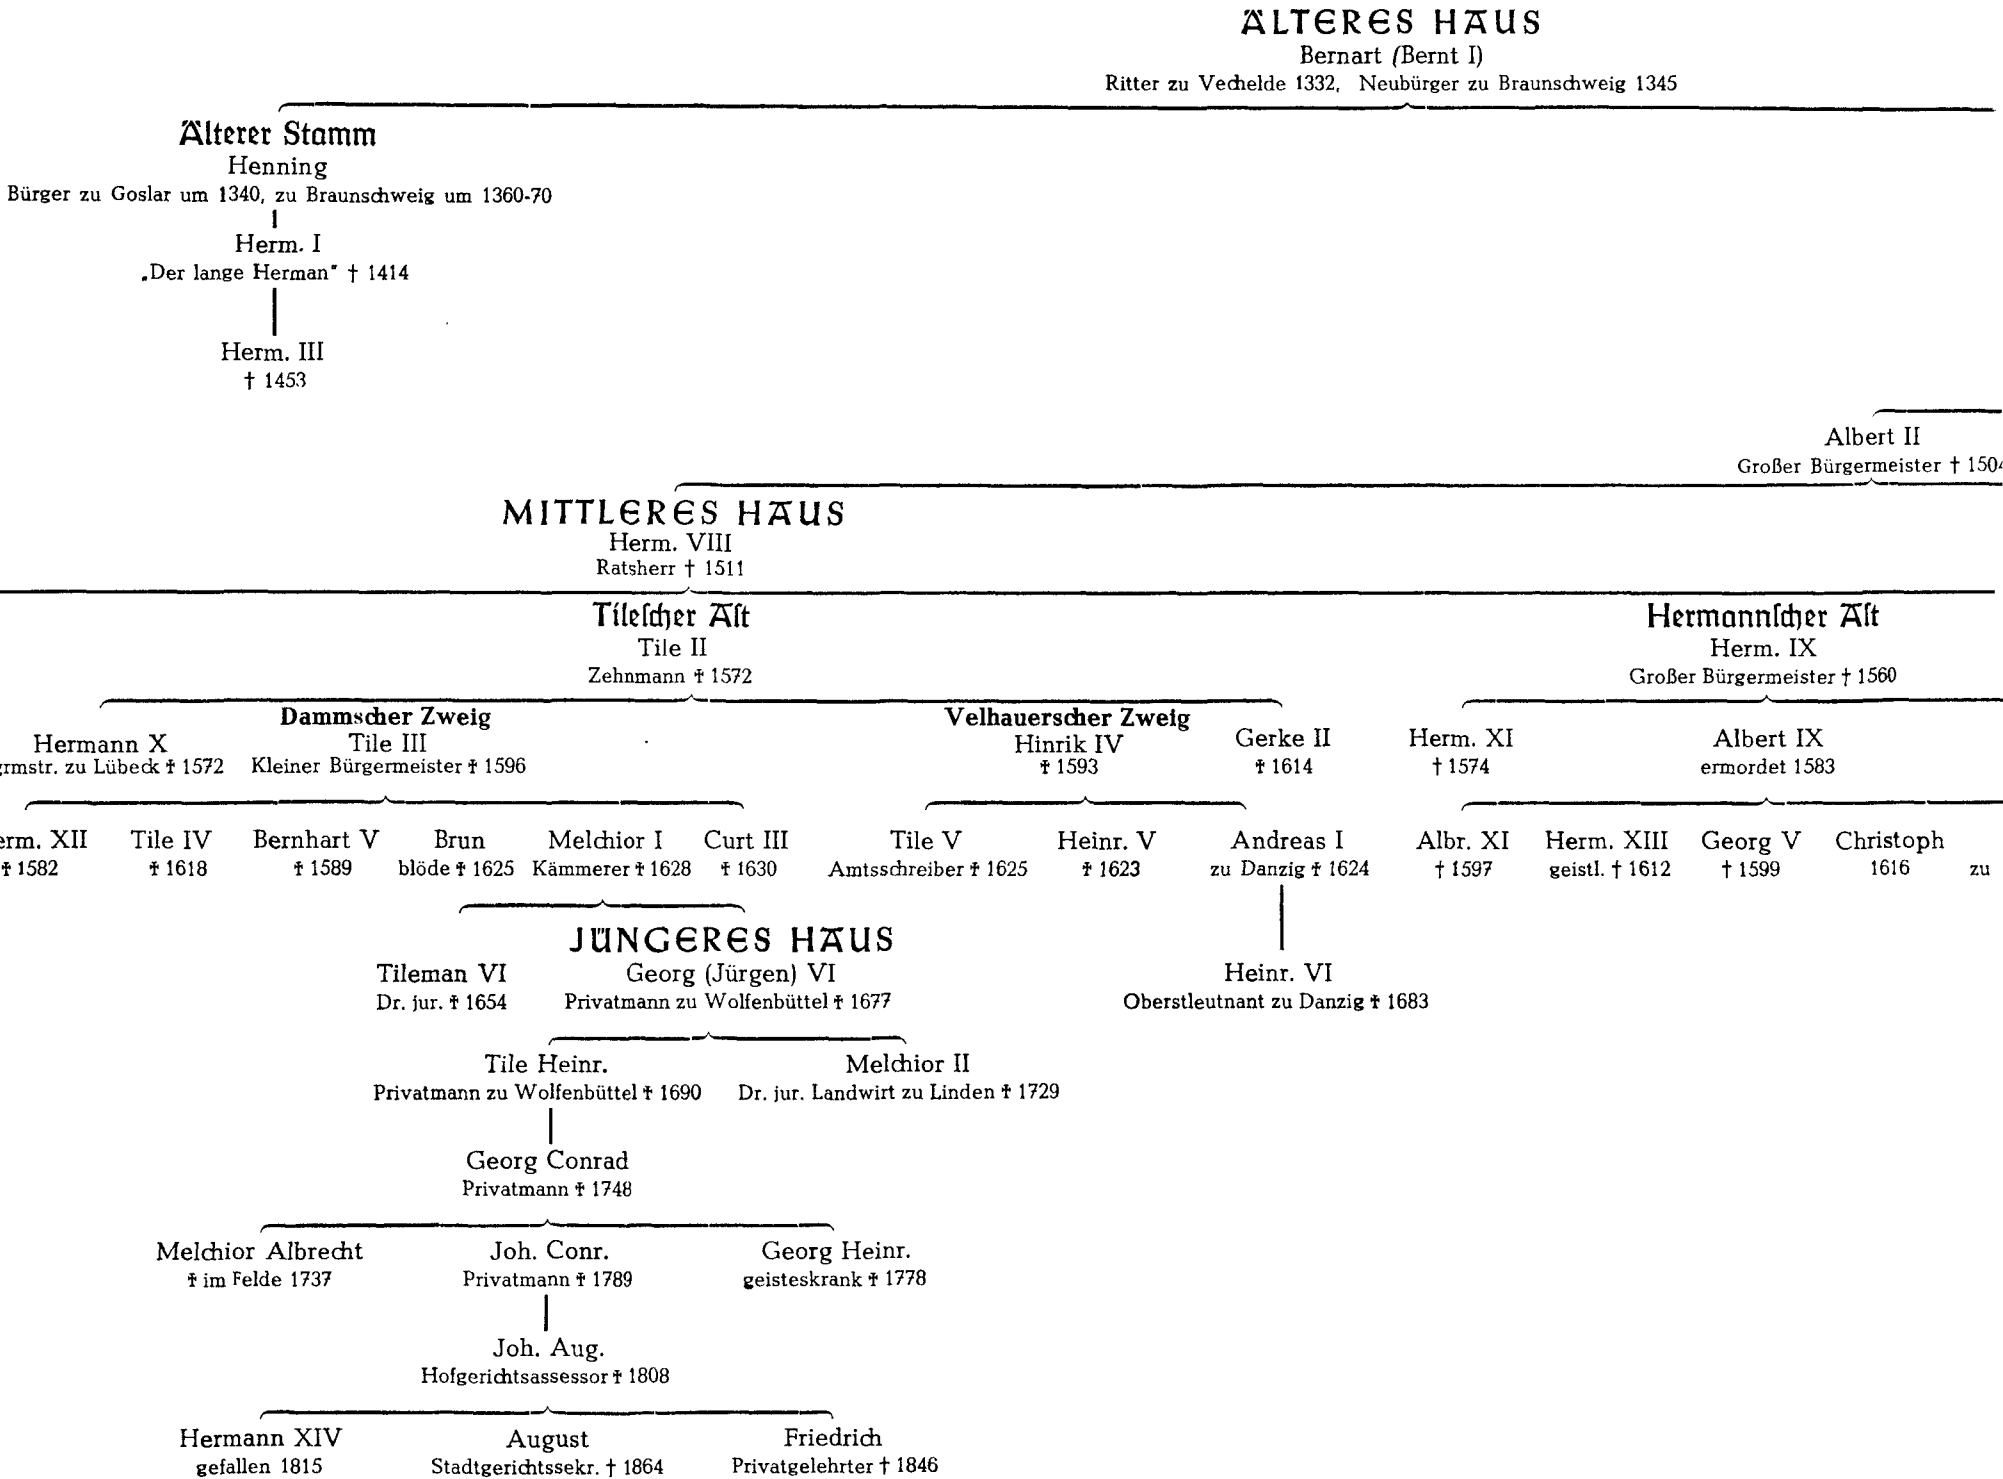 ÄLTERES HAUS
Bernart (Bernt I)
Ritter zu Vechelde 1332, Neubürger zu Braunschweig 1345
Älterer Stamm
Henning
Bürger zu Goslar um 1340, zu Braunschweig um 1360-70
Herm. I
„Der lange Herman" † 1414
Herm. III
† 1453
Albert II
Großer Bürgermeister † 1504
MITTLERES HAUS
Herm. VIII
Ratsherr † 1511
Tileſcher Aſt
Tile II
Zehnmann † 1572
Hermannſcher Aſt
Herm. IX
Großer Bürgermeister † 1560
Hermann X
rmstr. zu Lübeck † 1572
Dammscher Zweig
Tile III
Kleiner Bürgermeister † 1596
Velhauerscher Zweig
Hinrik IV
† 1593
Gerke II
† 1614
Herm. XI
† 1574
Albert IX
ermordet 1583
erm. XII
† 1582
Tile IV
† 1618
Bernhart V
† 1589
Brun
blöde † 1625
Melchior I
Kämmerer † 1628
Curt III
† 1630
Tile V
Amtsschreiber † 1625
Heinr. V
† 1623
Andreas I
zu Danzig † 1624
Albr. XI
† 1597
Herm. XIII
geistl. † 1612
Georg V
† 1599
Christoph
1616
zu
JÜNGERES HAUS
Tileman VI
Dr. jur. † 1654
Georg (Jürgen) VI
Privatmann zu Wolfenbüttel † 1677
Heinr. VI
Oberstleutnant zu Danzig † 1683
Tile Heinr.
Privatmann zu Wolfenbüttel † 1690
Melchior II
Dr. jur. Landwirt zu Linden † 1729
Georg Conrad
Privatmann † 1748
Melchior Albrecht
† im Felde 1737
Joh. Conr.
Privatmann † 1789
Georg Heinr.
geisteskrank † 1778
Joh. Aug.
Hofgerichtsassessor † 1808
Hermann XIV
gefallen 1815
August
Stadtgerichtssekr. † 1864
Friedrich
Privatgelehrter † 1846